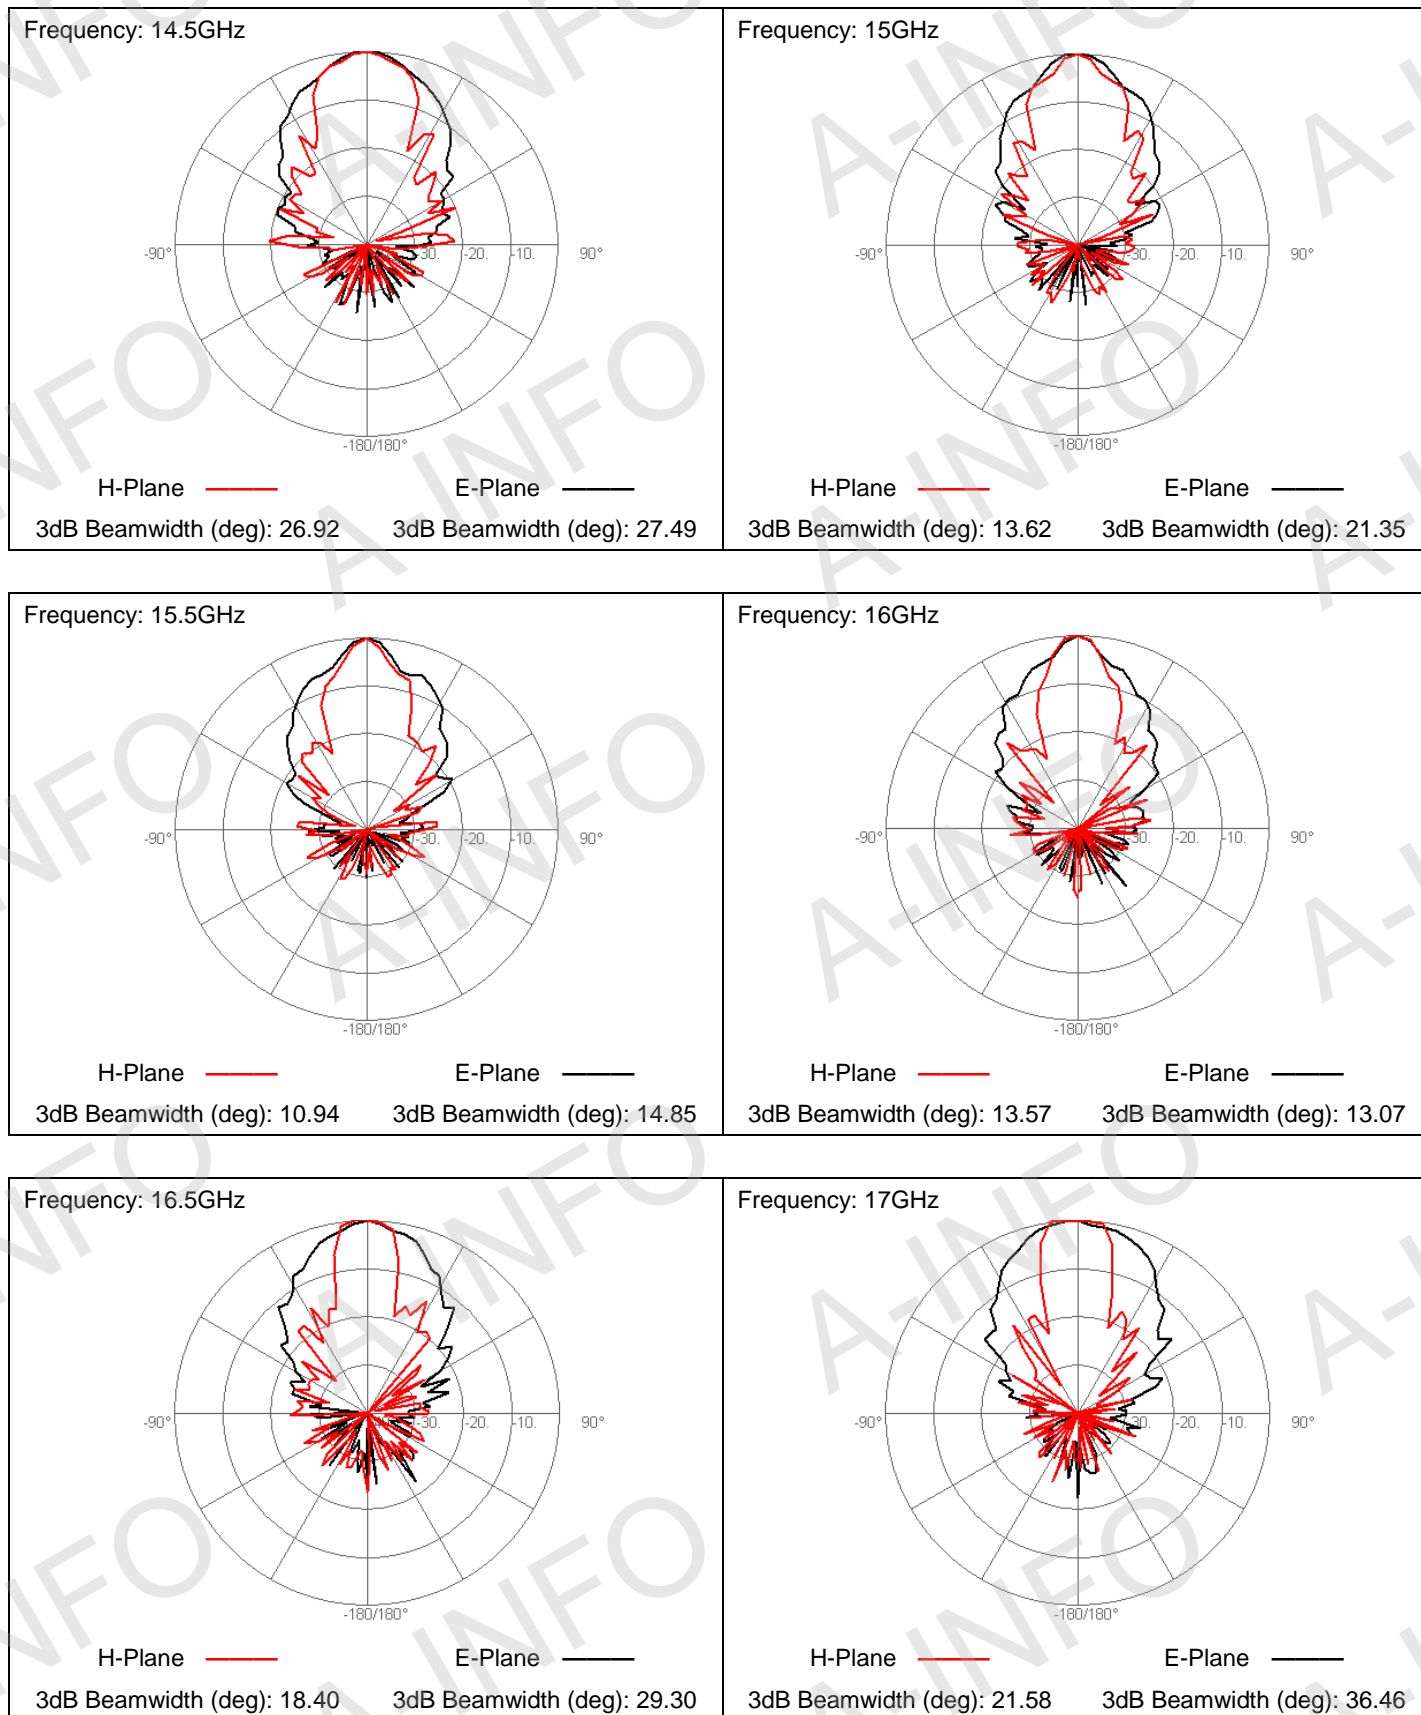 Frequency: 14.5GHz
-90° -30. -20. -10. 90°
-180/180°
H-Plane E-Plane
3dB Beamwidth (deg): 26.92 3dB Beamwidth (deg): 27.49
Frequency: 15GHz
-90° -30. -20. -10. 90°
-180/180°
H-Plane E-Plane
3dB Beamwidth (deg): 13.62 3dB Beamwidth (deg): 21.35
Frequency: 15.5GHz
-90° -30. -20. -10. 90°
-180/180°
H-Plane E-Plane
3dB Beamwidth (deg): 10.94 3dB Beamwidth (deg): 14.85
Frequency: 16GHz
-90° -30. -20. -10. 90°
-180/180°
H-Plane E-Plane
3dB Beamwidth (deg): 13.57 3dB Beamwidth (deg): 13.07
Frequency: 16.5GHz
-90° -30. -20. -10. 90°
-180/180°
H-Plane E-Plane
3dB Beamwidth (deg): 18.40 3dB Beamwidth (deg): 29.30
Frequency: 17GHz
-90° -30. -20. -10. 90°
-180/180°
H-Plane E-Plane
3dB Beamwidth (deg): 21.58 3dB Beamwidth (deg): 36.46
A-INFO